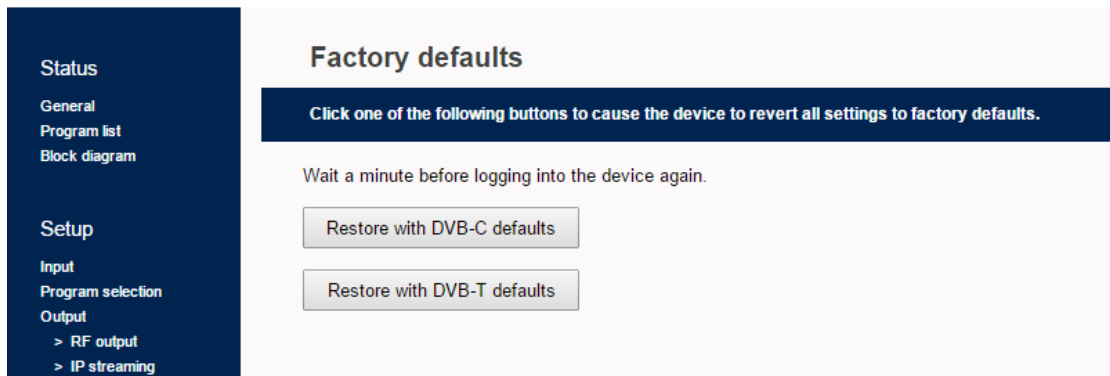 Status
General
Program list
Block diagram
Setup
Input
Program selection
Output
> RF output
> IP streaming
Factory defaults
Click one of the following buttons to cause the device to revert all settings to factory defaults.
Wait a minute before logging into the device again.
Restore with DVB-C defaults
Restore with DVB-T defaults